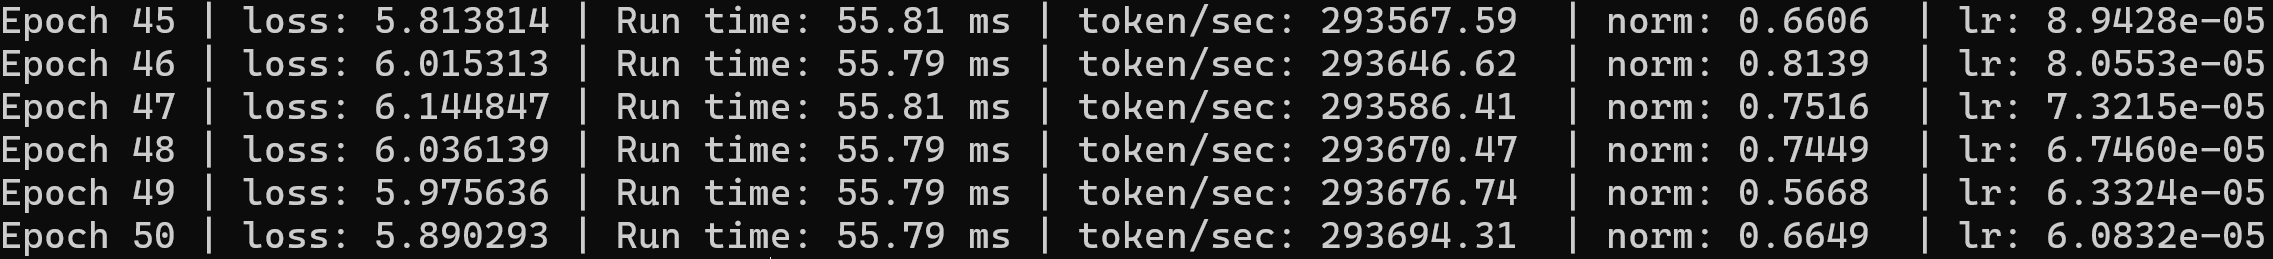 Epoch 45 | loss: 5.813814 | Run time: 55.81 ms | token/sec: 293567.59  | norm: 0.6606  | lr: 8.9428e-05
Epoch 46 | loss: 6.015313 | Run time: 55.79 ms | token/sec: 293646.62  | norm: 0.8139  | lr: 8.0553e-05
Epoch 47 | loss: 6.144847 | Run time: 55.81 ms | token/sec: 293586.41  | norm: 0.7516  | lr: 7.3215e-05
Epoch 48 | loss: 6.036139 | Run time: 55.79 ms | token/sec: 293670.47  | norm: 0.7449  | lr: 6.7460e-05
Epoch 49 | loss: 5.975636 | Run time: 55.79 ms | token/sec: 293676.74  | norm: 0.5668  | lr: 6.3324e-05
Epoch 50 | loss: 5.890293 | Run time: 55.79 ms | token/sec: 293694.31  | norm: 0.6649  | lr: 6.0832e-05